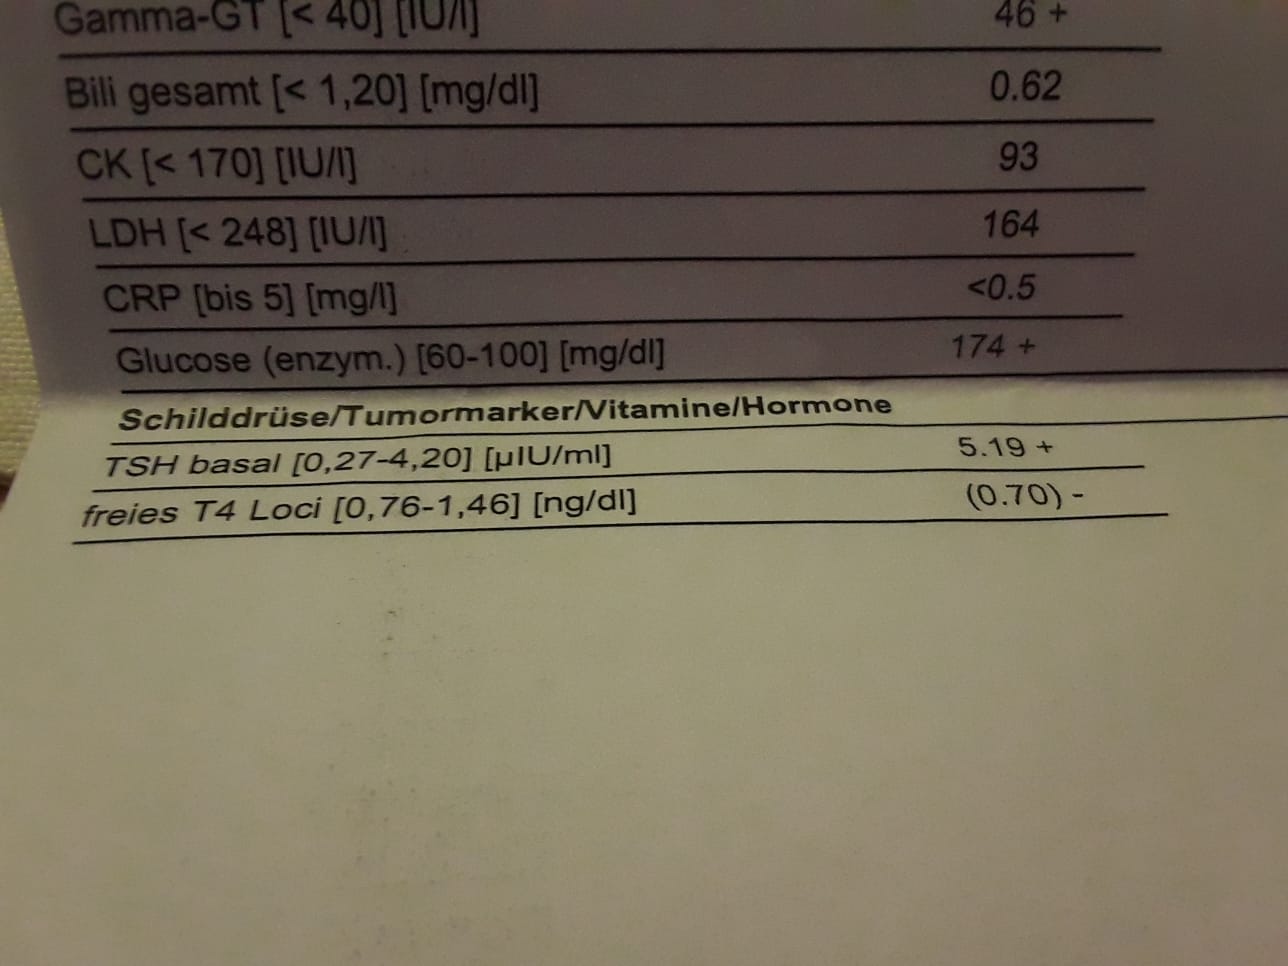 Gamma-GT [< 40] [IU/l] 46 +
Bili gesamt [< 1,20] [mg/dl] 0.62
CK [< 170] [IU/l] 93
LDH [< 248] [IU/l] 164
CRP [bis 5] [mg/l] <0.5
Glucose (enzym.) [60-100] [mg/dl] 174 +
Schilddrüse/Tumormarker/Vitamine/Hormone
TSH basal [0,27-4,20] [µIU/ml] 5.19 +
freies T4 Loci [0,76-1,46] [ng/dl] (0.70) -